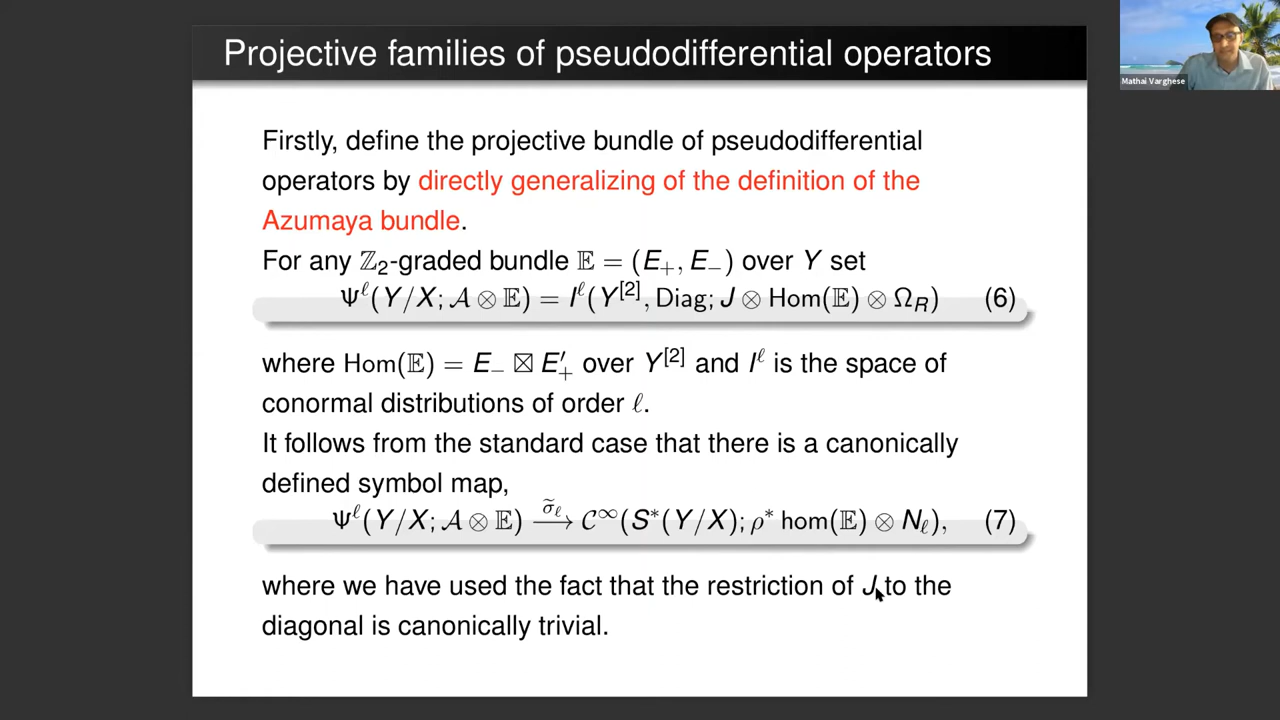 Projective families of pseudodifferential operators
Mathai Varghese
Firstly, define the projective bundle of pseudodifferential
operators by directly generalizing of the definition of the
Azumaya bundle.
For any ℤ₂-graded bundle 𝔼 = (E₊, E₋) over Y set
Ψ^ℓ(Y/X; 𝒜 ⊗ 𝔼) = I^ℓ(Y^[2], Diag; J ⊗ Hom(𝔼) ⊗ Ω_R) (6)
where Hom(𝔼) = E₋ ⊠ E′₊ over Y^[2] and I^ℓ is the space of
conormal distributions of order ℓ.
It follows from the standard case that there is a canonically
defined symbol map,
Ψ^ℓ(Y/X; 𝒜 ⊗ 𝔼) \xrightarrow{\widetilde{σ}_ℓ} 𝒞^∞(S*(Y/X); ρ* hom(𝔼) ⊗ N_ℓ), (7)
where we have used the fact that the restriction of J to the
diagonal is canonically trivial.